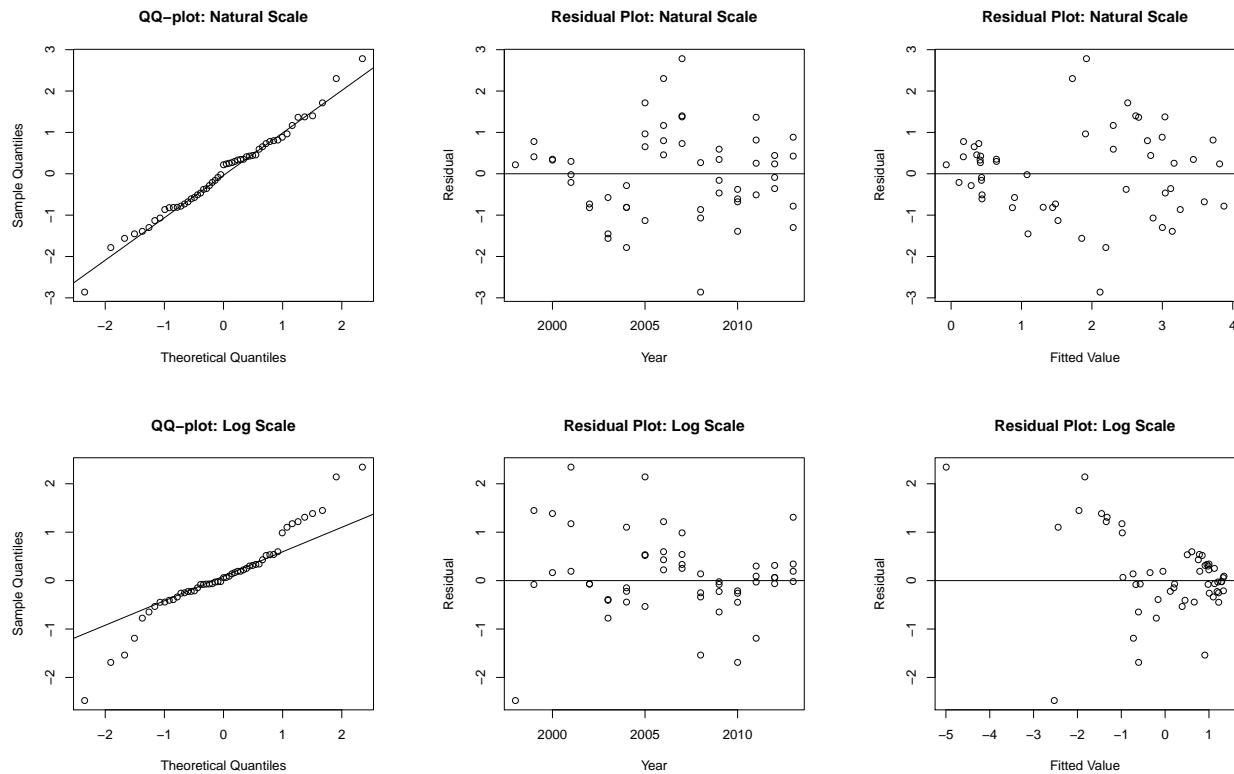 QQ−plot: Natural Scale
Sample Quantiles
3
2
1
0
−1
−2
−3
−2 −1 0 1 2
Theoretical Quantiles
Residual Plot: Natural Scale
Residual
3
2
1
0
−1
−2
−3
2000 2005 2010
Year
Residual Plot: Natural Scale
Residual
3
2
1
0
−1
−2
−3
0 1 2 3 4
Fitted Value
QQ−plot: Log Scale
Sample Quantiles
2
1
0
−1
−2
−2 −1 0 1 2
Theoretical Quantiles
Residual Plot: Log Scale
Residual
2
1
0
−1
−2
2000 2005 2010
Year
Residual Plot: Log Scale
Residual
2
1
0
−1
−2
−5 −4 −3 −2 −1 0 1
Fitted Value